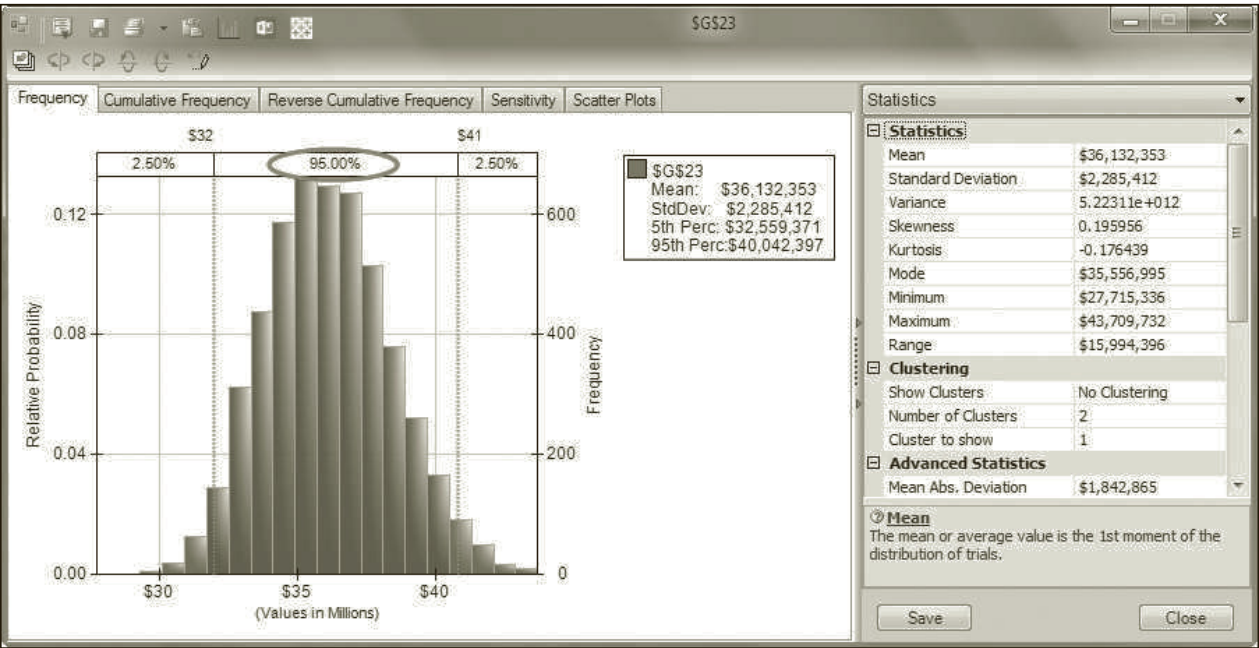 $G$23
Frequency
Cumulative Frequency
Reverse Cumulative Frequency
Sensitivity
Scatter Plots
$32
$41
2.50%
95.00%
2.50%
$G$23
Mean: $36,132,353
StdDev: $2,285,412
5th Perc: $32,559,371
95th Perc:$40,042,397
0.12
0.08
0.04
0.00
Relative Probability
600
400
200
0
Frequency
$30
$35
$40
(Values in Millions)
Statistics
Statistics
Mean $36,132,353
Standard Deviation $2,285,412
Variance 5.22311e+012
Skewness 0.195956
Kurtosis -0.176439
Mode $35,556,995
Minimum $27,715,336
Maximum $43,709,732
Range $15,994,396
Clustering
Show Clusters No Clustering
Number of Clusters 2
Cluster to show 1
Advanced Statistics
Mean Abs. Deviation $1,842,865
Mean
The mean or average value is the 1st moment of the
distribution of trials.
Save
Close